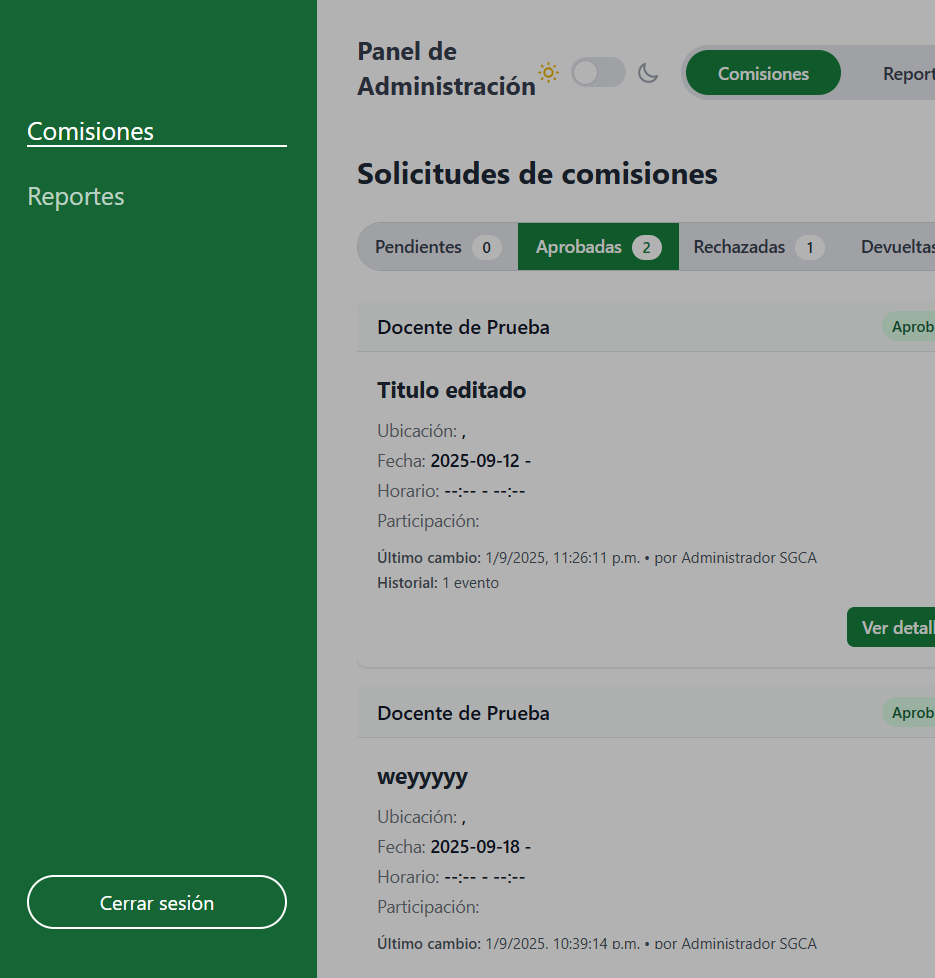 Comisiones
Reportes
Cerrar sesión
Panel de
Administración
Comisiones
Report
Solicitudes de comisiones
Pendientes 0
Aprobadas 2
Rechazadas 1
Devueltas
Docente de Prueba
Aprob
Titulo editado
Ubicación: ,
Fecha: 2025-09-12 -
Horario: --:-- - --:--
Participación:
Último cambio: 1/9/2025, 11:26:11 p.m. • por Administrador SGCA
Historial: 1 evento
Ver detall
Docente de Prueba
Aprob
weyyyyy
Ubicación: ,
Fecha: 2025-09-18 -
Horario: --:-- - --:--
Participación:
Último cambio: 1/9/2025, 10:39:14 p.m. • por Administrador SGCA